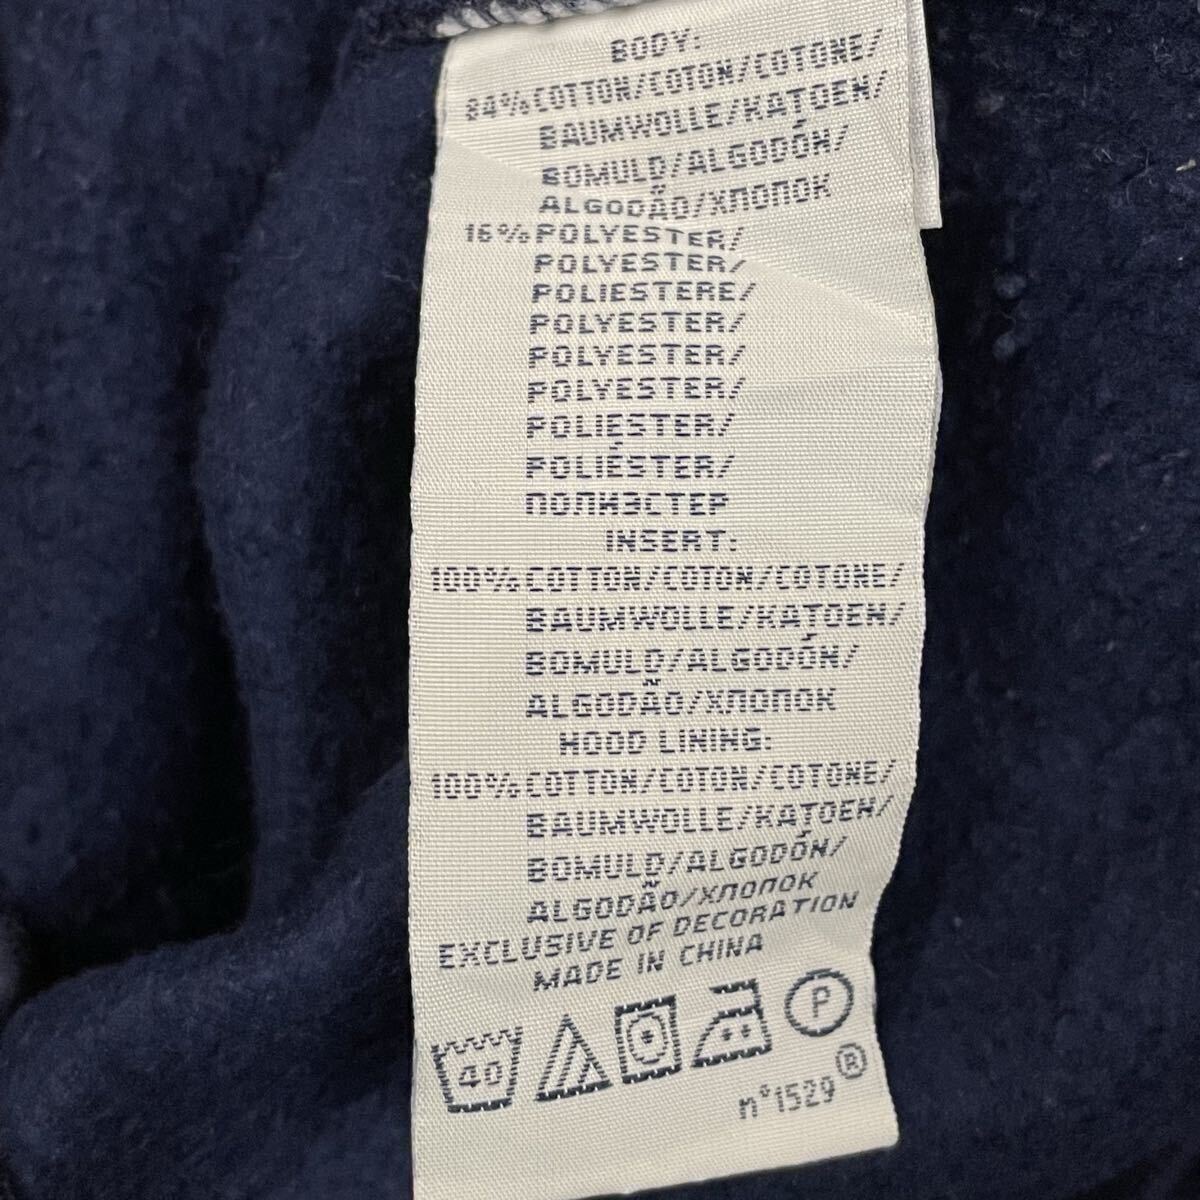 BODY:
84% COTTON/COTON/COTONE/
BAUMWOLLE/KATOEN/
BOMULD/ALGODÓN/
ALGODÃO/ХЛОПОК
16% POLYESTER/
POLYESTER/
POLIESTERE/
POLYESTER/
POLYESTER/
POLYESTER/
POLIESTER/
POLIÉSTER/
ПОЛИЭСТЕР
INSERT:
100% COTTON/COTON/COTONE/
BAUMWOLLE/KATOEN/
BOMULD/ALGODÓN/
ALGODÃO/ХЛОПОК
HOOD LINING:
100% COTTON/COTON/COTONE/
BAUMWOLLE/KATOEN/
BOMULD/ALGODÓN/
ALGODÃO/ХЛОПОК
EXCLUSIVE OF DECORATION
MADE IN CHINA
40 P
n°1529 ®